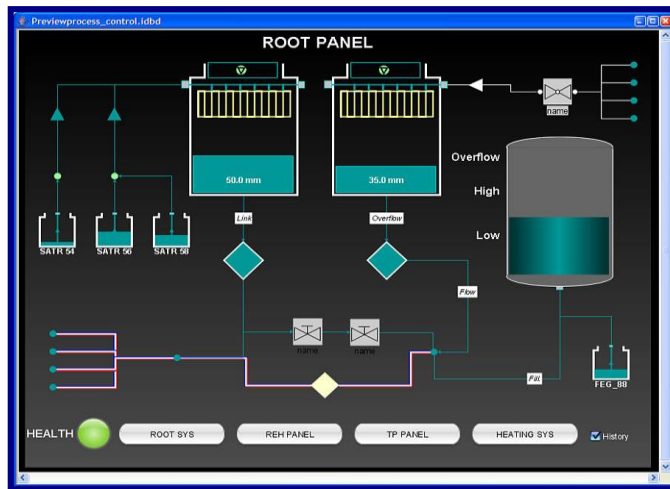 Previewprocess_control.idbd
ROOT PANEL
name
Overflow
50.0 mm
35.0 mm
High
Link
Overflow
Low
SATR 54
SATR 56
SATR 58
Flow
name
name
Fill
FEG_88
HEALTH
ROOT SYS
REH PANEL
TP PANEL
HEATING SYS
History